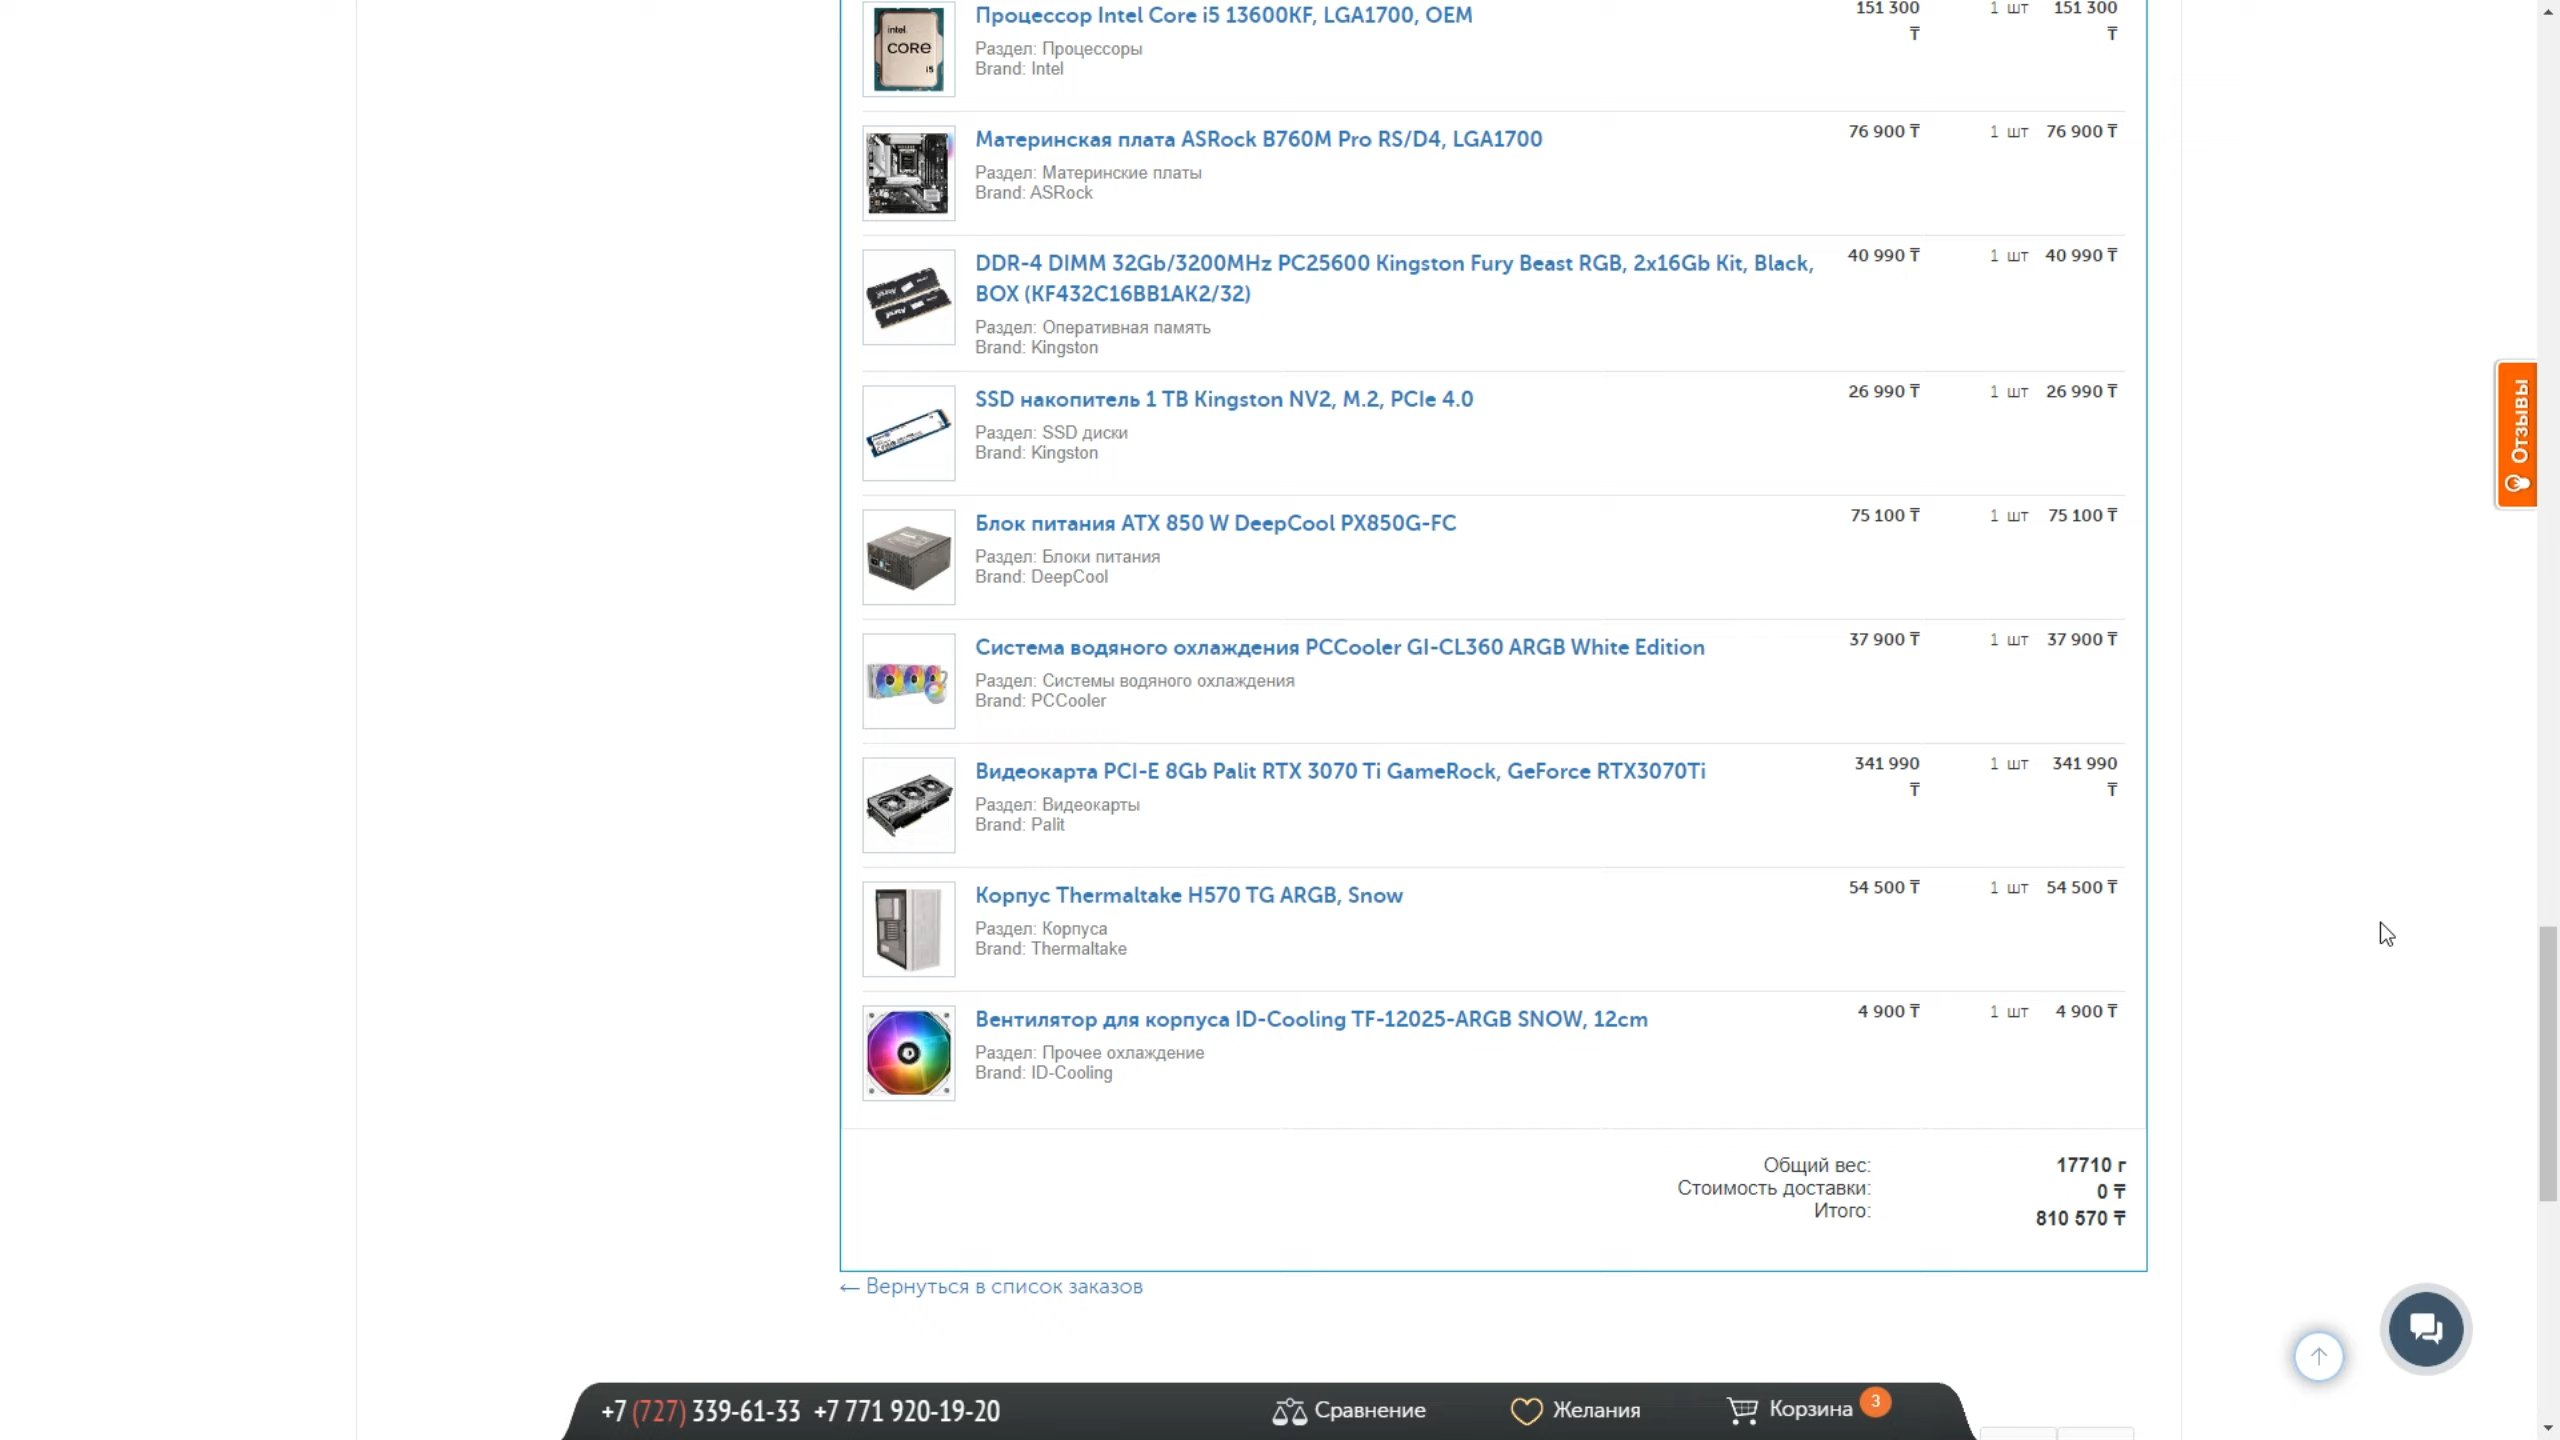 Процессор Intel Core i5 13600KF, LGA1700, OEM
151 300 ₸ 1 шт 151 300 ₸
Раздел: Процессоры
Brand: Intel
intel.
CORE
i5
Материнская плата ASRock B760M Pro RS/D4, LGA1700
76 900 ₸ 1 шт 76 900 ₸
Раздел: Материнские платы
Brand: ASRock
DDR-4 DIMM 32Gb/3200MHz PC25600 Kingston Fury Beast RGB, 2x16Gb Kit, Black,
BOX (KF432C16BB1AK2/32)
40 990 ₸ 1 шт 40 990 ₸
Раздел: Оперативная память
Brand: Kingston
SSD накопитель 1 TB Kingston NV2, M.2, PCIe 4.0
26 990 ₸ 1 шт 26 990 ₸
Раздел: SSD диски
Brand: Kingston
Блок питания ATX 850 W DeepCool PX850G-FC
75 100 ₸ 1 шт 75 100 ₸
Раздел: Блоки питания
Brand: DeepCool
Система водяного охлаждения PCCooler GI-CL360 ARGB White Edition
37 900 ₸ 1 шт 37 900 ₸
Раздел: Системы водяного охлаждения
Brand: PCCooler
Видеокарта PCI-E 8Gb Palit RTX 3070 Ti GameRock, GeForce RTX3070Ti
341 990 ₸ 1 шт 341 990 ₸
Раздел: Видеокарты
Brand: Palit
Корпус Thermaltake H570 TG ARGB, Snow
54 500 ₸ 1 шт 54 500 ₸
Раздел: Корпуса
Brand: Thermaltake
Вентилятор для корпуса ID-Cooling TF-12025-ARGB SNOW, 12cm
4 900 ₸ 1 шт 4 900 ₸
Раздел: Прочее охлаждение
Brand: ID-Cooling
Общий вес: 17710 г
Стоимость доставки: 0 ₸
Итого: 810 570 ₸
← Вернуться в список заказов
Отзывы
+7 (727) 339-61-33 +7 771 920-19-20 Сравнение Желания Корзина 3